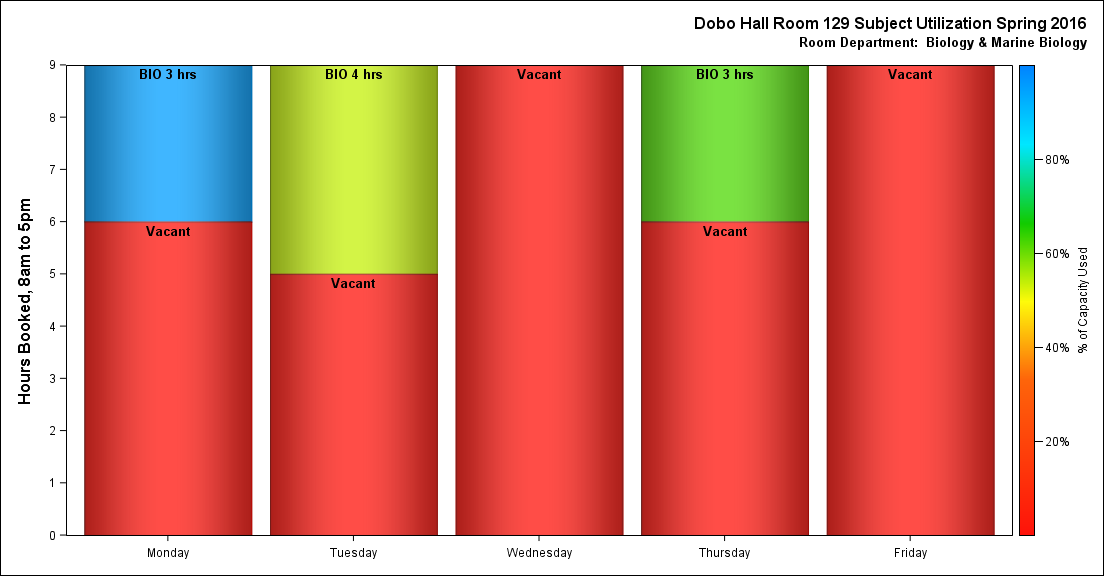 Dobo Hall Room 129 Subject Utilization Spring 2016
Room Department:  Biology & Marine Biology
Hours Booked, 8am to 5pm
9
8
7
6
5
4
3
2
1
0
BIO 3 hrs
Vacant
BIO 4 hrs
Vacant
Vacant
BIO 3 hrs
Vacant
Vacant
Monday
Tuesday
Wednesday
Thursday
Friday
80%
60%
40%
20%
% of Capacity Used